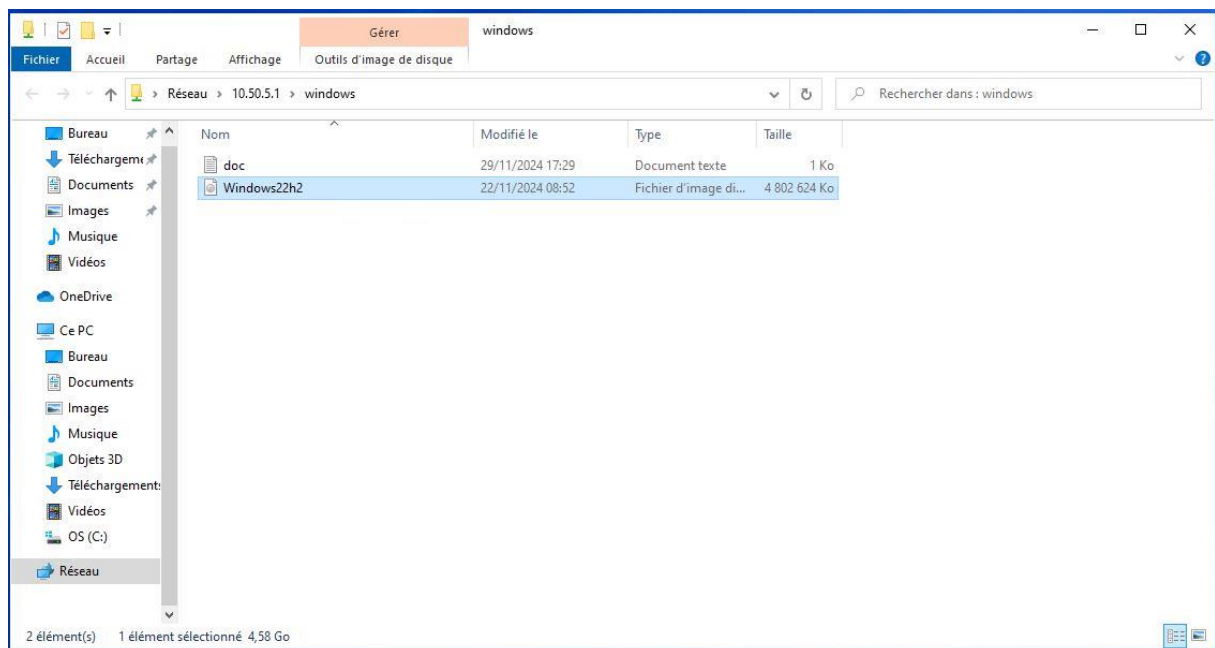 Gérer windows
Fichier Accueil Partage Affichage Outils d'image de disque
Réseau > 10.50.5.1 > windows Rechercher dans : windows
Nom Modifié le Type Taille
Bureau
Téléchargeme
Documents
Images
Musique
Vidéos
OneDrive
Ce PC
Bureau
Documents
Images
Musique
Objets 3D
Téléchargement
Vidéos
OS (C:)
Réseau
doc 29/11/2024 17:29 Document texte 1 Ko
Windows22h2 22/11/2024 08:52 Fichier d'image di... 4 802 624 Ko
2 élément(s) 1 élément sélectionné 4,58 Go